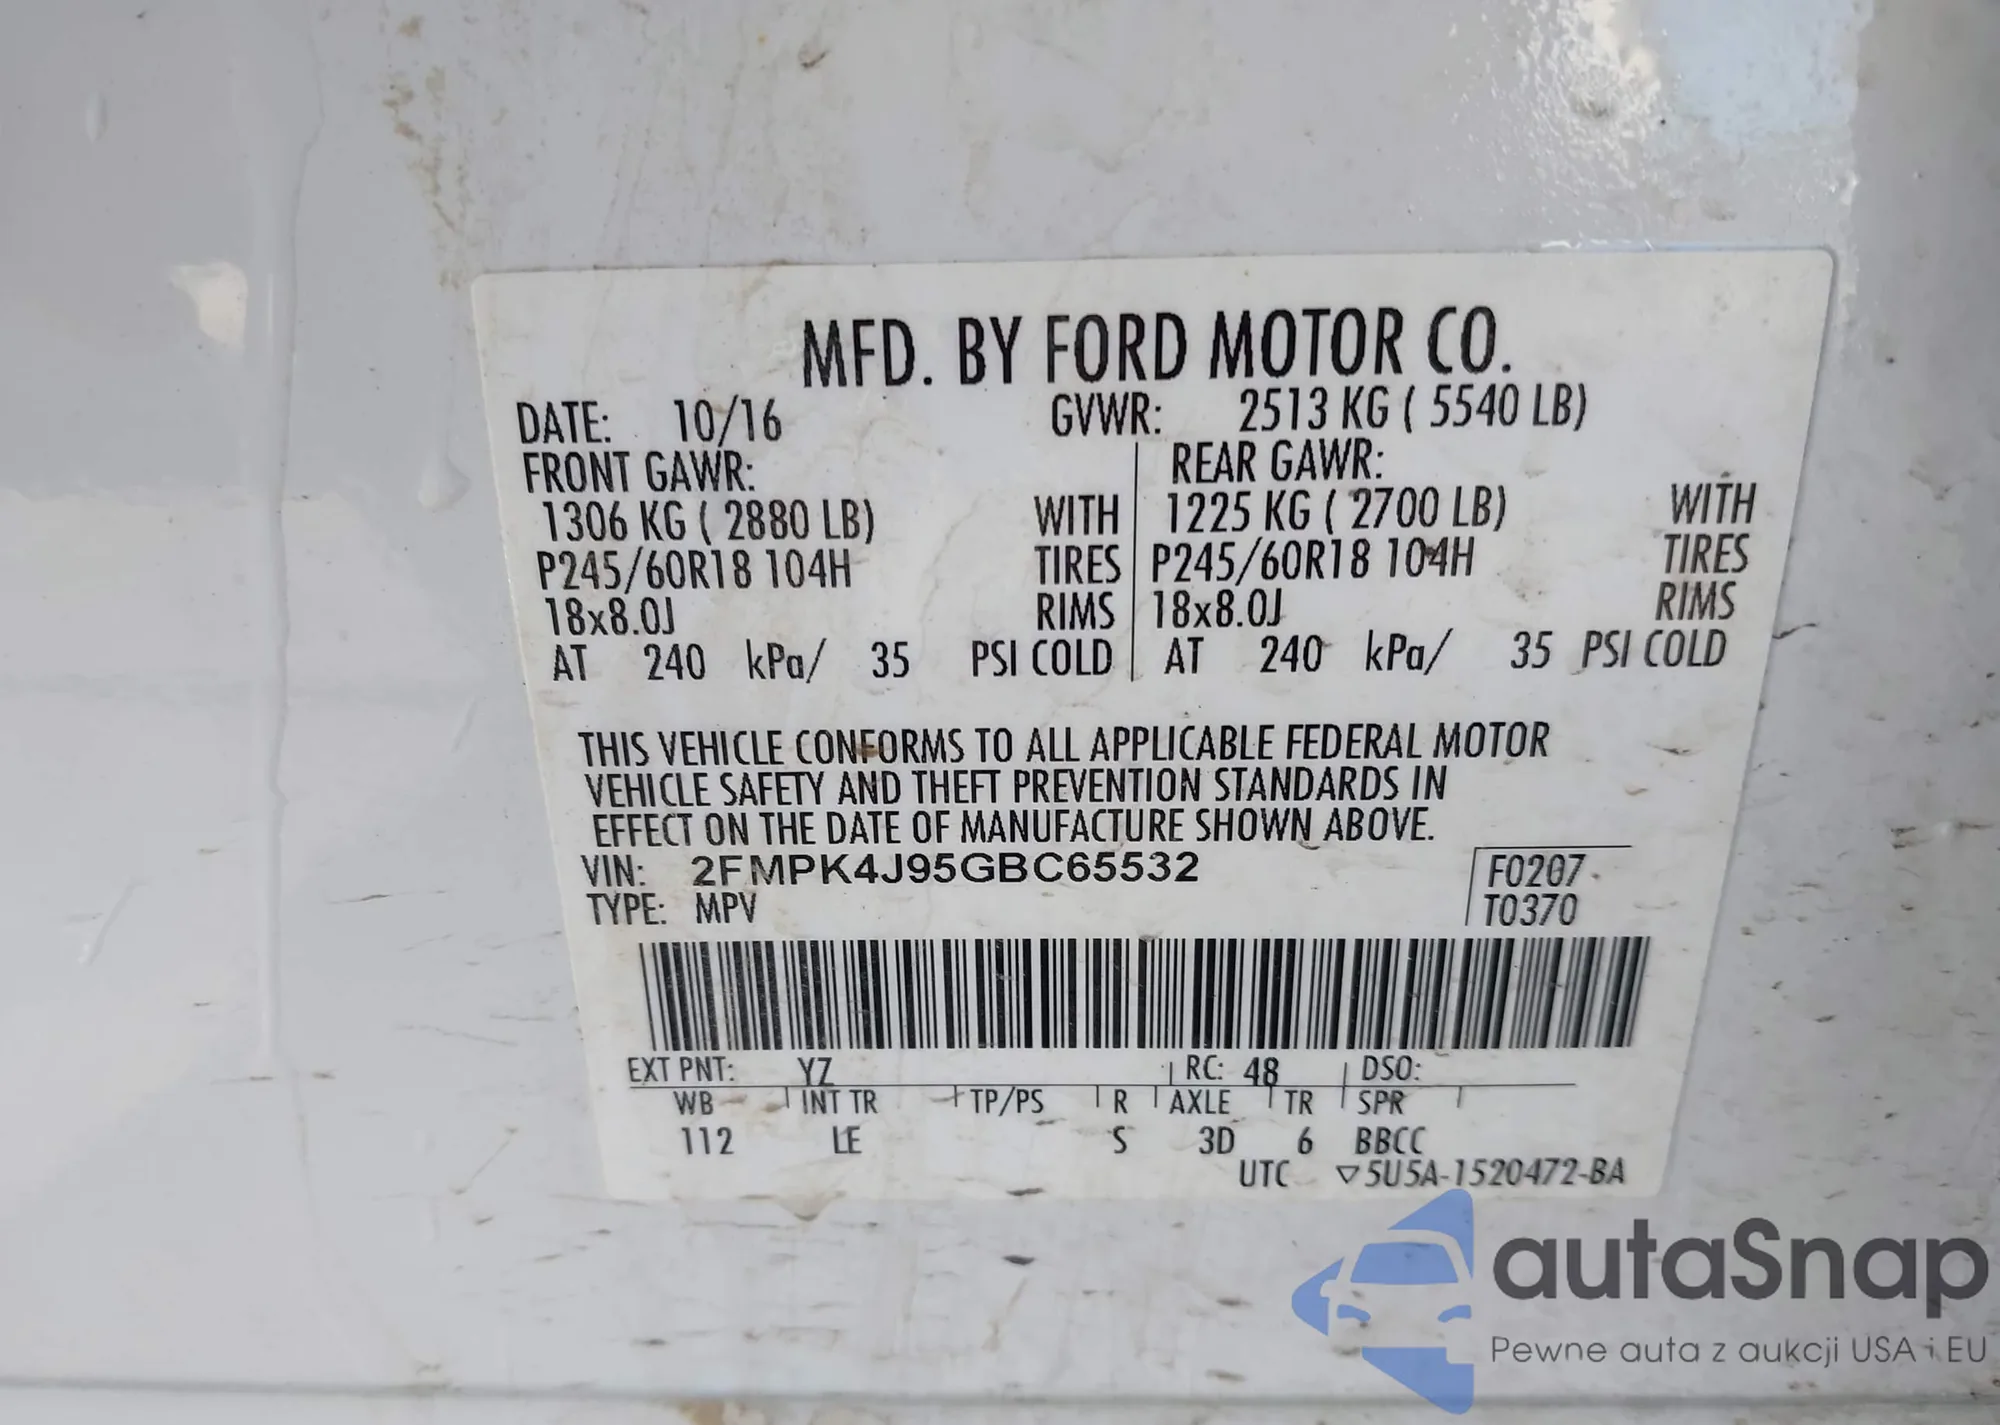 MFD. BY FORD MOTOR CO.
DATE: 10/16 GVWR: 2513 KG ( 5540 LB)
FRONT GAWR: REAR GAWR:
1306 KG ( 2880 LB) WITH 1225 KG ( 2700 LB) WITH
P245/60R18 104H TIRES P245/60R18 104H TIRES
18x8.0J RIMS 18x8.0J RIMS
AT 240 kPa/ 35 PSI COLD AT 240 kPa/ 35 PSI COLD
THIS VEHICLE CONFORMS TO ALL APPLICABLE FEDERAL MOTOR
VEHICLE SAFETY AND THEFT PREVENTION STANDARDS IN
EFFECT ON THE DATE OF MANUFACTURE SHOWN ABOVE.
VIN: 2FMPK4J95GBC65532 F0207
TYPE: MPV T0370
EXT PNT: YZ RC: 48 DSO:
WB INT TR TP/PS R AXLE TR SPR
112 LE S 3D 6 BBCC
UTC ▽5U5A-1520472-BA
autaSnap
Pewne auta z aukcji USA i EU